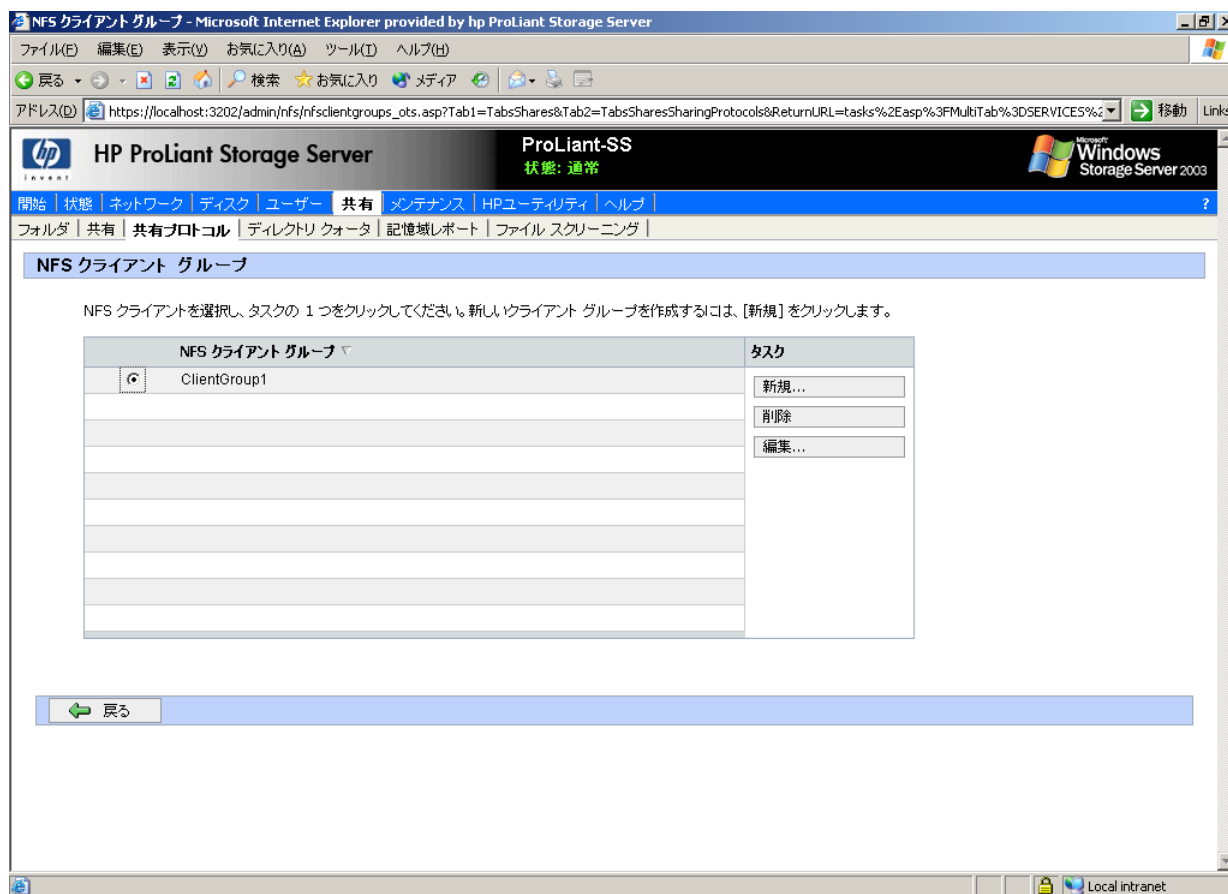 NFS クライアント グループ - Microsoft Internet Explorer provided by hp ProLiant Storage Server
ファイル(F) 編集(E) 表示(V) お気に入り(A) ツール(T) ヘルプ(H)
戻る 検索 お気に入り メディア
アドレス(D) https://localhost:3202/admin/nfs/nfsclientgroups_ots.asp?Tab1=TabsShares&Tab2=TabsSharesSharingProtocols&ReturnURL=tasks%2Easp%3FMultiTab%3DSERVICES%2 移動 Links
hp invent HP ProLiant Storage Server
ProLiant-SS
状態: 通常
Microsoft Windows Storage Server 2003
開始 | 状態 | ネットワーク | ディスク | ユーザー | 共有 | メンテナンス | HPユーティリティ | ヘルプ | ?
フォルダ | 共有 | 共有プロトコル | ディレクトリ クォータ | 記憶域レポート | ファイル スクリーニング |
NFS クライアント グループ
NFS クライアントを選択し、タスクの 1 つをクリックしてください。新しいクライアント グループを作成するには、[新規] をクリックします。
NFS クライアント グループ タスク
ClientGroup1
新規...
削除
編集...
戻る
Local intranet